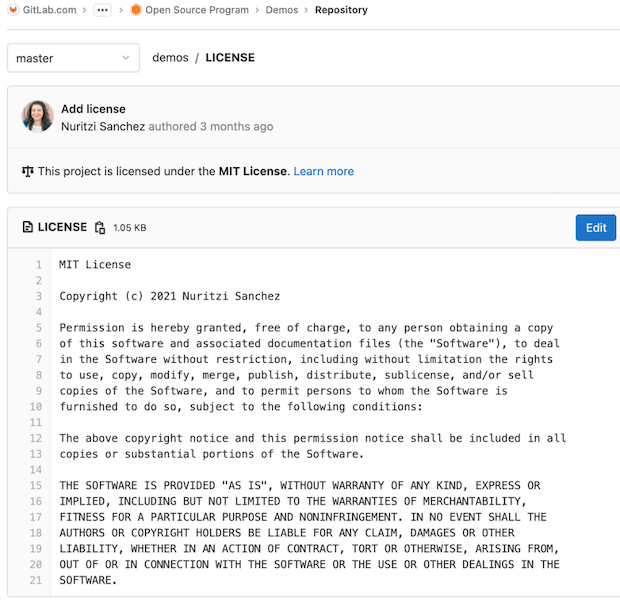 GitLab.com > ... > Open Source Program > Demos > Repository
master demos / LICENSE
Add license
Nuritzi Sanchez authored 3 months ago
This project is licensed under the MIT License. Learn more
LICENSE 1.05 KB Edit
1 MIT License
2
3 Copyright (c) 2021 Nuritzi Sanchez
4
5 Permission is hereby granted, free of charge, to any person obtaining a copy
6 of this software and associated documentation files (the "Software"), to deal
7 in the Software without restriction, including without limitation the rights
8 to use, copy, modify, merge, publish, distribute, sublicense, and/or sell
9 copies of the Software, and to permit persons to whom the Software is
10 furnished to do so, subject to the following conditions:
11
12 The above copyright notice and this permission notice shall be included in all
13 copies or substantial portions of the Software.
14
15 THE SOFTWARE IS PROVIDED "AS IS", WITHOUT WARRANTY OF ANY KIND, EXPRESS OR
16 IMPLIED, INCLUDING BUT NOT LIMITED TO THE WARRANTIES OF MERCHANTABILITY,
17 FITNESS FOR A PARTICULAR PURPOSE AND NONINFRINGEMENT. IN NO EVENT SHALL THE
18 AUTHORS OR COPYRIGHT HOLDERS BE LIABLE FOR ANY CLAIM, DAMAGES OR OTHER
19 LIABILITY, WHETHER IN AN ACTION OF CONTRACT, TORT OR OTHERWISE, ARISING FROM,
20 OUT OF OR IN CONNECTION WITH THE SOFTWARE OR THE USE OR OTHER DEALINGS IN THE
21 SOFTWARE.